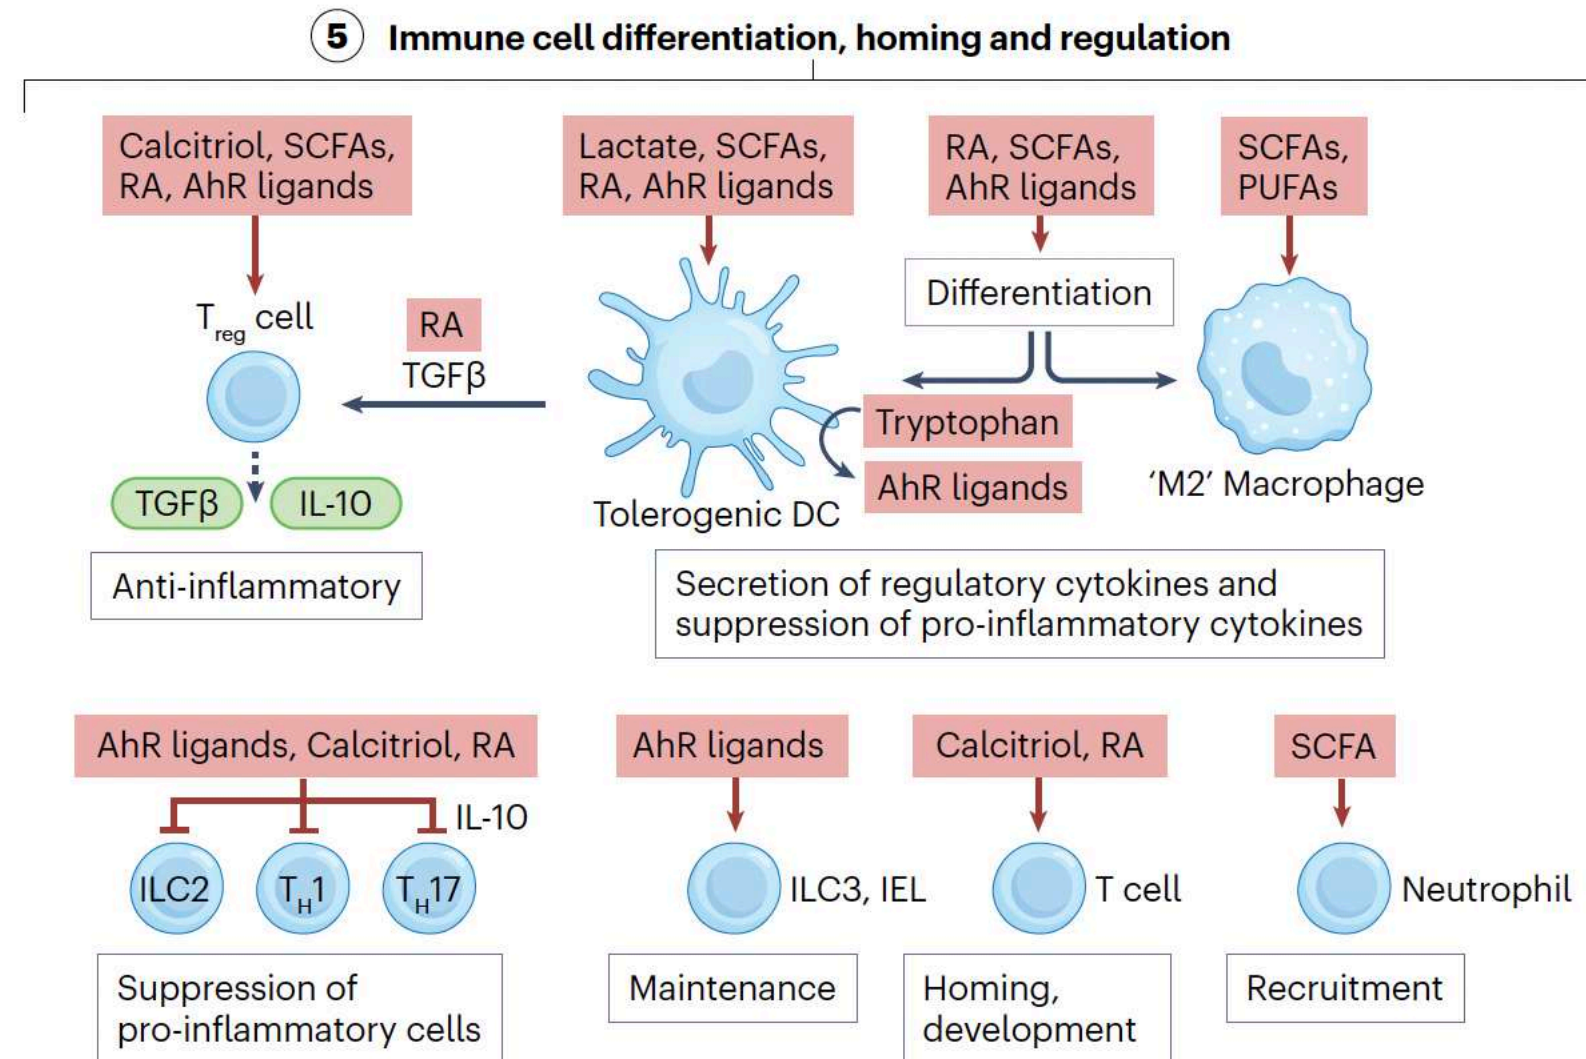 5 Immune cell differentiation, homing and regulation
Calcitriol, SCFAs,
RA, AhR ligands
Lactate, SCFAs,
RA, AhR ligands
RA, SCFAs,
AhR ligands
SCFAs,
PUFAs
Differentiation
Treg cell
RA
TGFβ
Tryptophan
AhR ligands
Tolerogenic DC
'M2' Macrophage
TGFβ
IL-10
Anti-inflammatory
Secretion of regulatory cytokines and
suppression of pro-inflammatory cytokines
AhR ligands, Calcitriol, RA
IL-10
ILC2
TH1
TH17
Suppression of
pro-inflammatory cells
AhR ligands
ILC3, IEL
Maintenance
Calcitriol, RA
T cell
Homing,
development
SCFA
Neutrophil
Recruitment